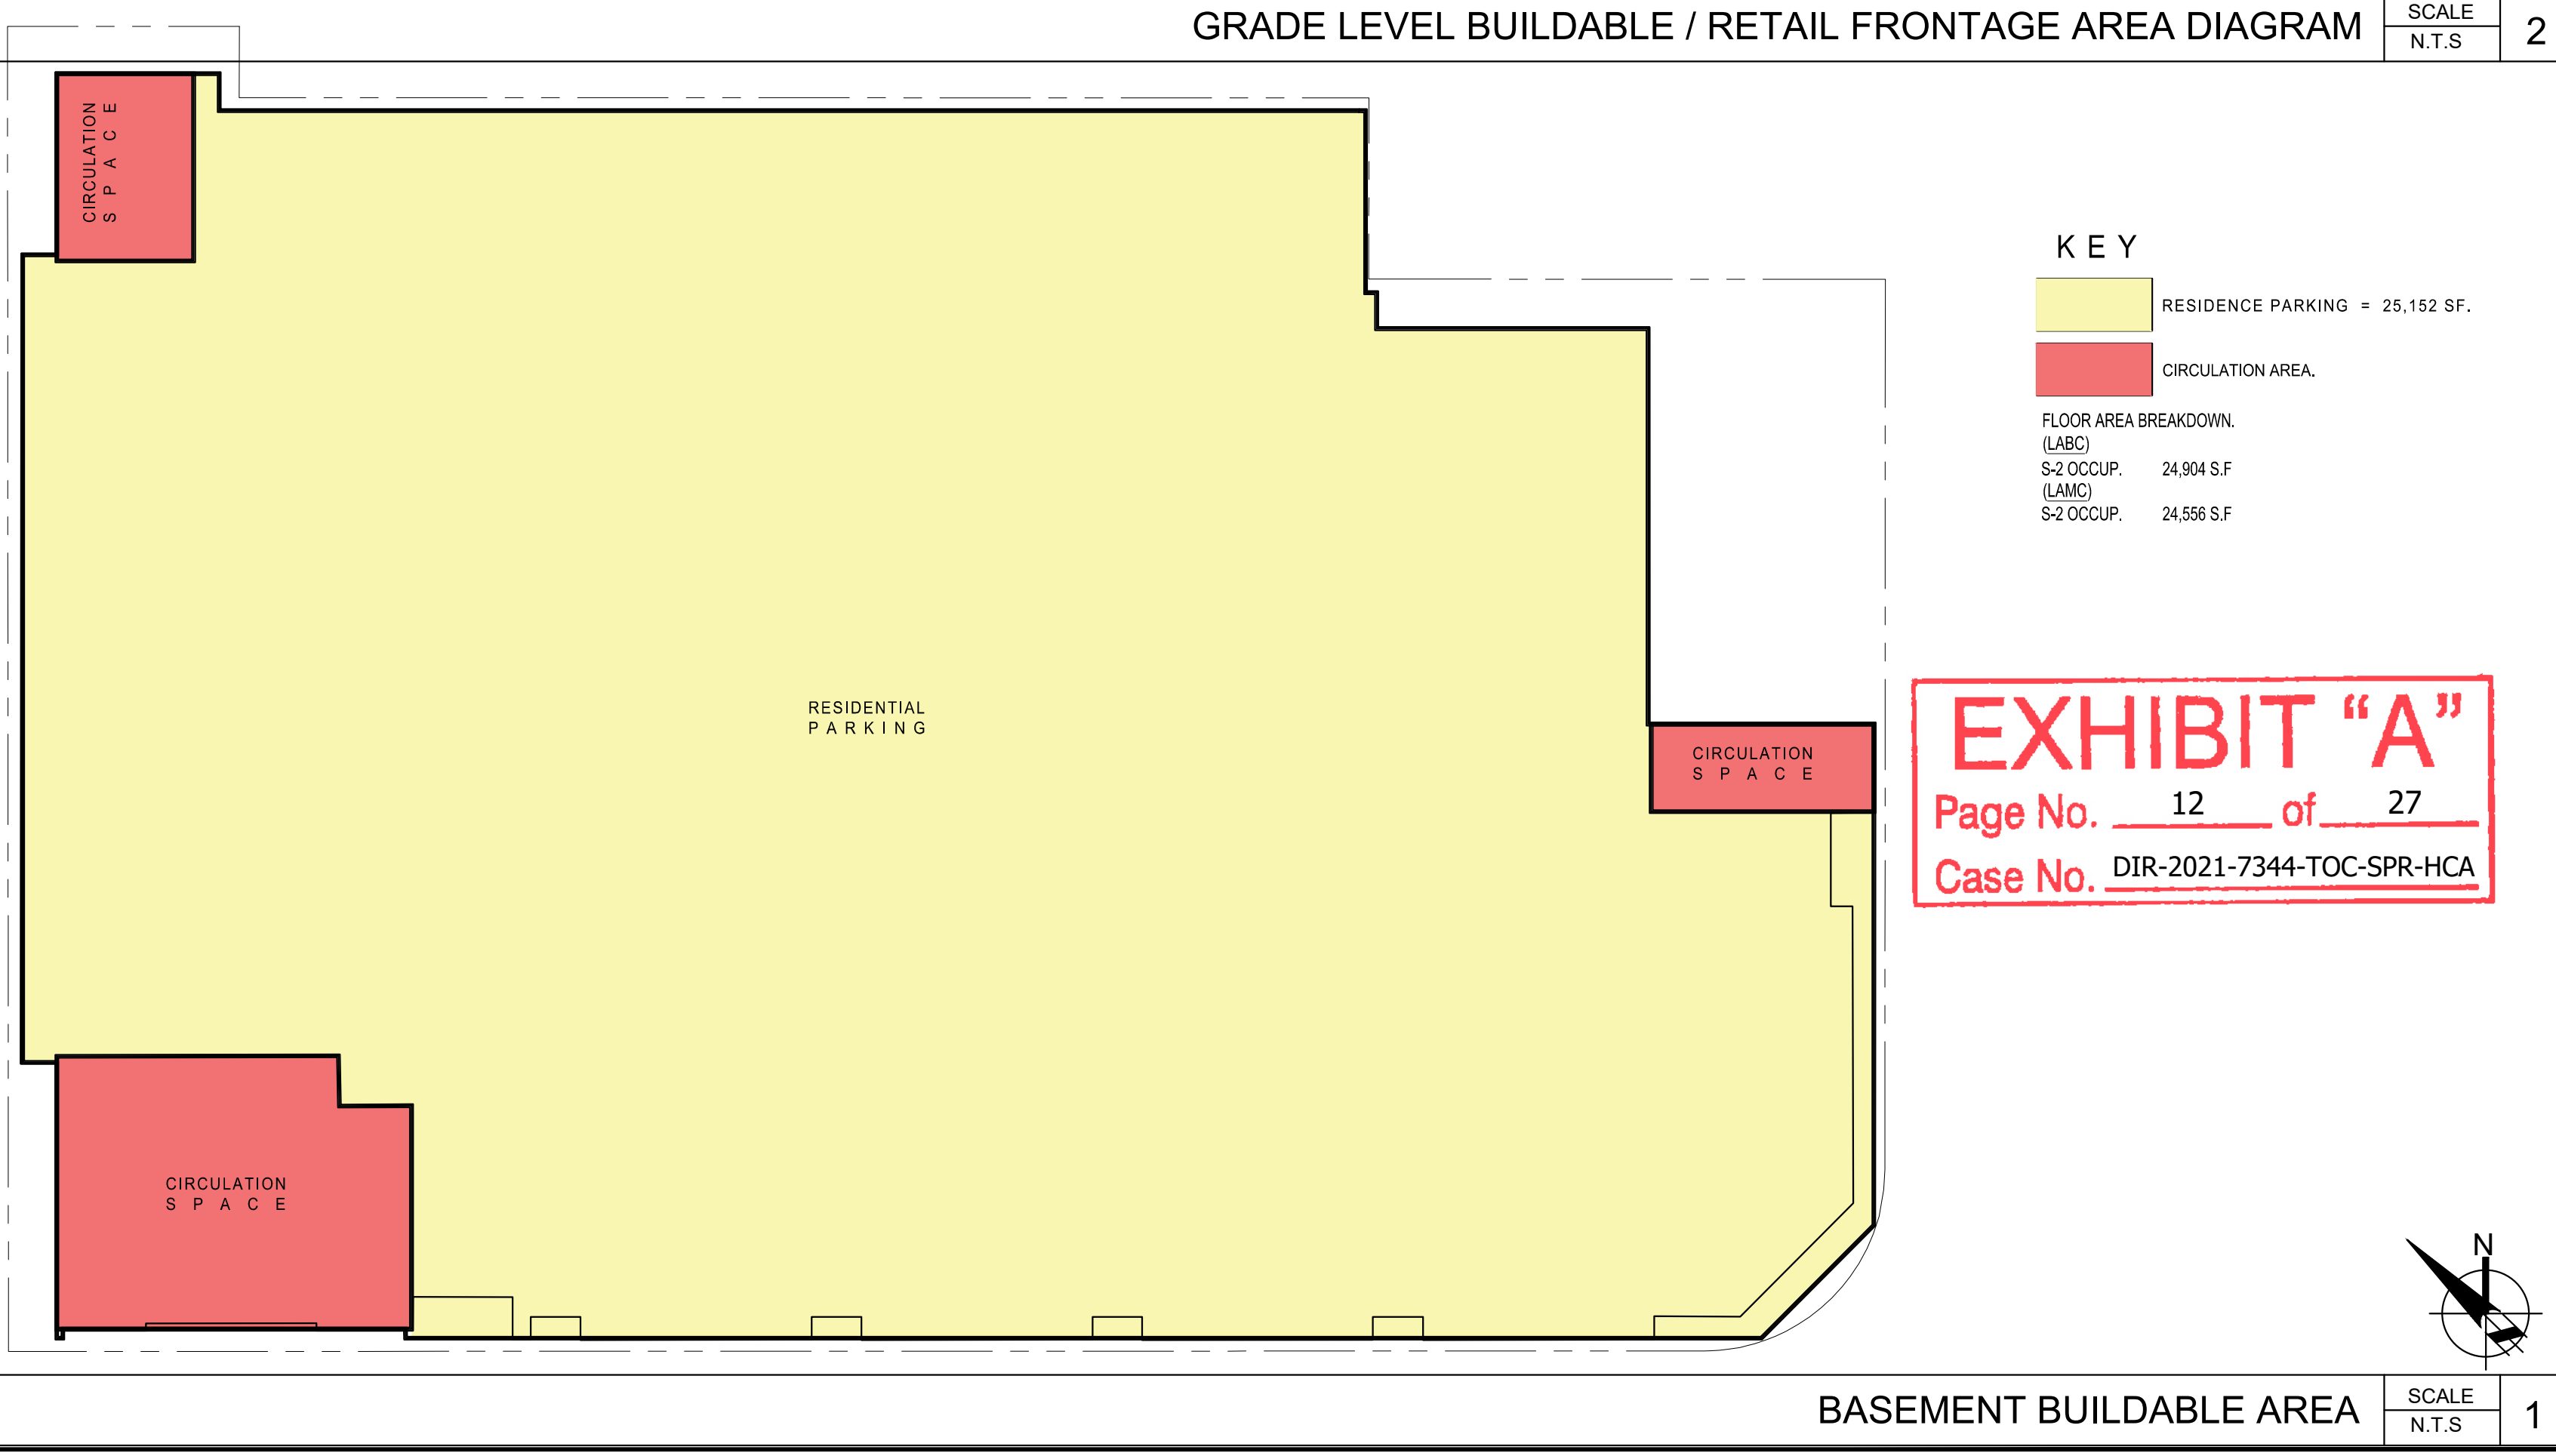 GRADE LEVEL BUILDABLE / RETAIL FRONTAGE AREA DIAGRAM
SCALE
N.T.S
2
CIRCULATION
SPACE
KEY
RESIDENCE PARKING = 25,152 SF.
CIRCULATION AREA.
FLOOR AREA BREAKDOWN.
(LABC)
S-2 OCCUP. 24,904 S.F
(LAMC)
S-2 OCCUP. 24,556 S.F
RESIDENTIAL
PARKING
CIRCULATION
SPACE
EXHIBIT “A”
Page No. 12 of 27
Case No. DIR-2021-7344-TOC-SPR-HCA
CIRCULATION
SPACE
N
BASEMENT BUILDABLE AREA
SCALE
N.T.S
1